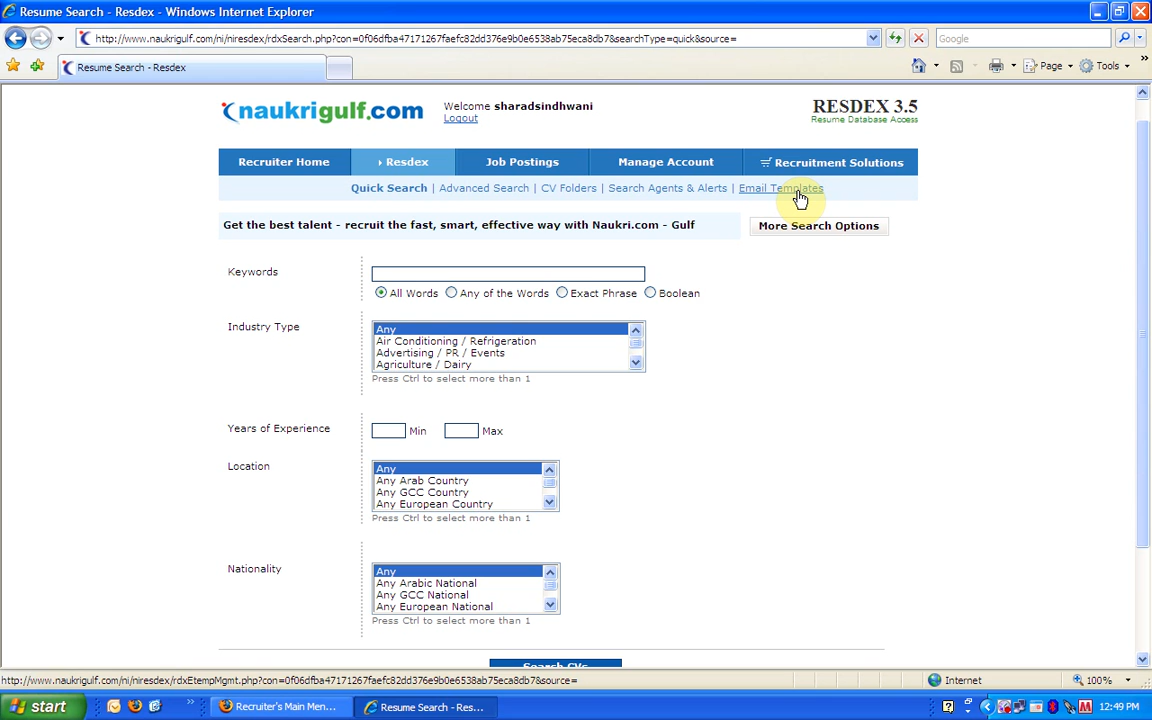 Resume Search - Resdex - Windows Internet Explorer
http://www.naukrigulf.com/ni/niresdex/rdxSearch.php?con=0f06dfba47171267faefc82dd376e9b0e6538ab75eca8db7&searchType=quick&source=
Google
Resume Search - Resdex
Page
Tools
naukrigulf.com
Welcome sharadsindhwani
Logout
RESDEX 3.5
Resume Database Access
Recruiter Home
Resdex
Job Postings
Manage Account
Recruitment Solutions
Quick Search | Advanced Search | CV Folders | Search Agents & Alerts | Email Templates
Get the best talent - recruit the fast, smart, effective way with Naukri.com - Gulf
More Search Options
Keywords
All Words Any of the Words Exact Phrase Boolean
Industry Type
Any
Air Conditioning / Refrigeration
Advertising / PR / Events
Agriculture / Dairy
Press Ctrl to select more than 1
Years of Experience
Min
Max
Location
Any
Any Arab Country
Any GCC Country
Any European Country
Press Ctrl to select more than 1
Nationality
Any
Any Arabic National
Any GCC National
Any European National
Press Ctrl to select more than 1
Search CVs
http://www.naukrigulf.com/ni/niresdex/rdxEtempMgmt.php?con=0f06dfba47171267faefc82dd376e9b0e6538ab75eca8db7&source=
Internet
100%
start
Recruiter's Main Men...
Resume Search - Res...
12:49 PM